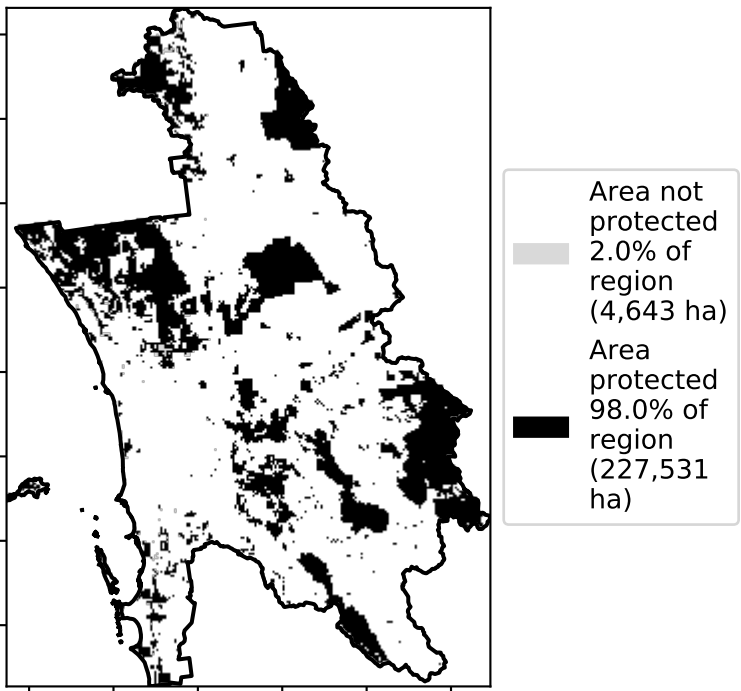 Area not
protected
2.0% of
region
(4,643 ha)
Area
protected
98.0% of
region
(227,531
ha)